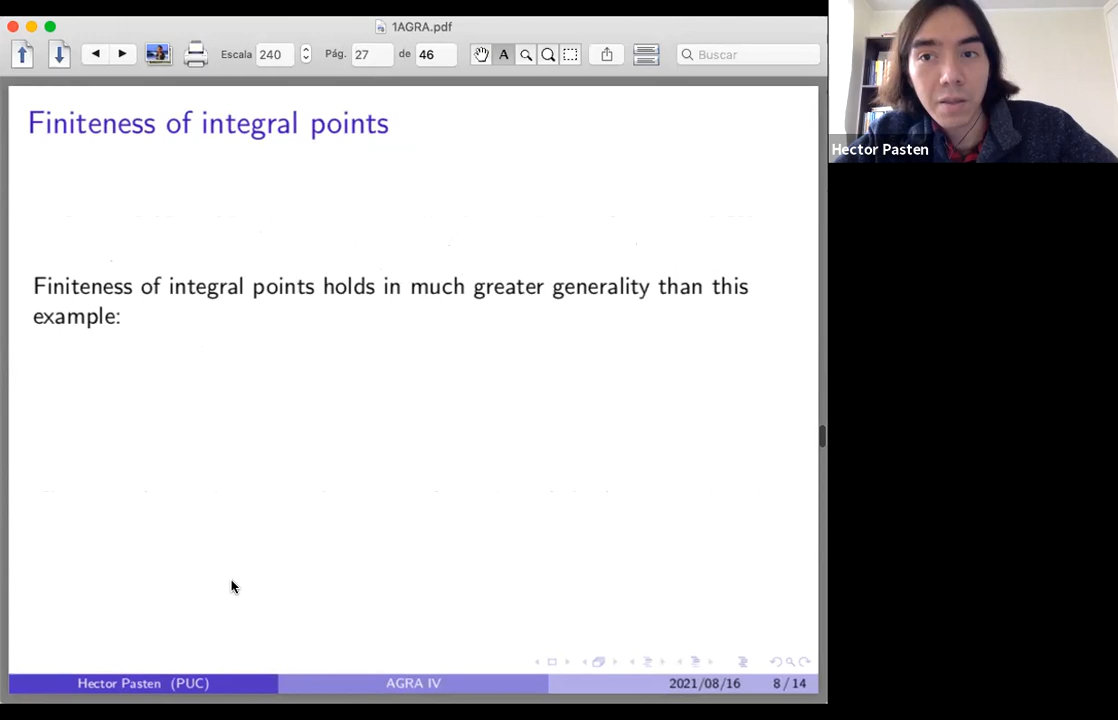 1AGRA.pdf
Escala 240 Pág. 27 de 46 A Buscar
Finiteness of integral points
Finiteness of integral points holds in much greater generality than this
example:
Hector Pasten (PUC) AGRA IV 2021/08/16 8 / 14
Hector Pasten